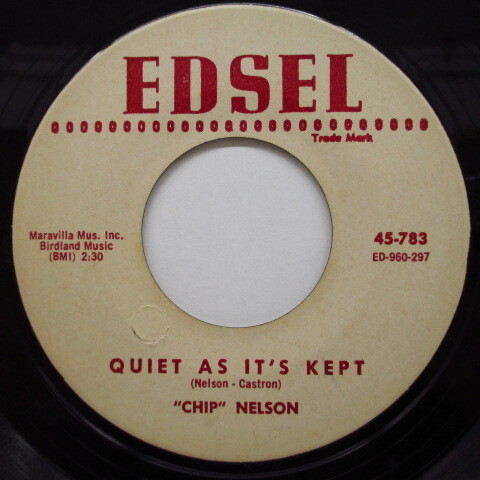 EDSEL
Trade Mark
Maravilla Mus. Inc.
Birdland Music
(BMI) 2:30
45-783
ED-960-297
QUIET AS IT'S KEPT
(Nelson - Castron)
"CHIP" NELSON